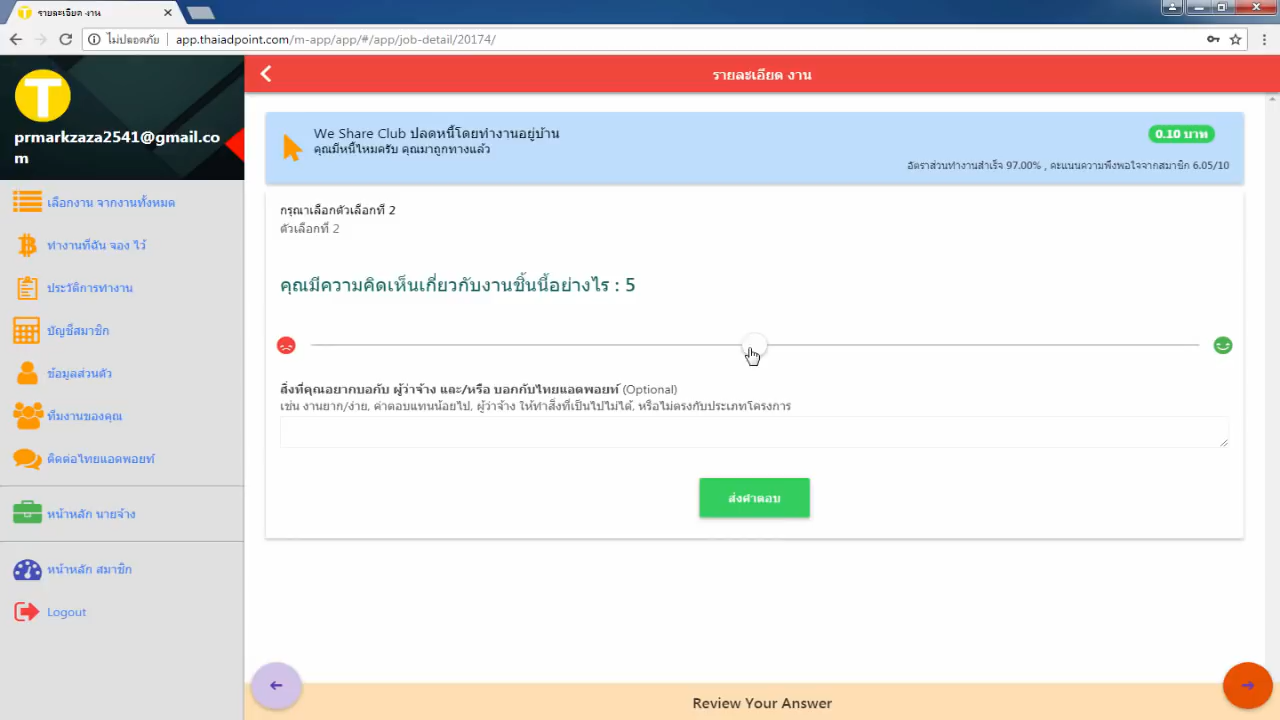 รายละเอียด งาน
ไม่ปลอดภัย
app.thaiadpoint.com/m-app/app/#/app/job-detail/20174/
T
prmarkzaza2541@gmail.co
m
เลือกงาน จากงานทั้งหมด
ทำงานที่ฉัน จอง ไว้
ประวัติการทำงาน
บัญชีสมาชิก
ข้อมูลส่วนตัว
ทีมงานของคุณ
ติดต่อไทยแอดพอยท์
หน้าหลัก นายจ้าง
หน้าหลัก สมาชิก
Logout
รายละเอียด งาน
We Share Club ปลดหนี้โดยทำงานอยู่บ้าน
คุณมีหนี้ไหมครับ คุณมาถูกทางแล้ว
0.10 บาท
อัตราส่วนทำงานสำเร็จ 97.00% , คะแนนความพึงพอใจจากสมาชิก 6.05/10
กรุณาเลือกตัวเลือกที่ 2
ตัวเลือกที่ 2
คุณมีความคิดเห็นเกี่ยวกับงานชิ้นนี้อย่างไร : 5
สิ่งที่คุณอยากบอกกับ ผู้ว่าจ้าง และ/หรือ บอกกับไทยแอดพอยท์ (Optional)
เช่น งานยาก/ง่าย, ค่าตอบแทนน้อยไป, ผู้ว่าจ้าง ให้ทำสิ่งที่เป็นไปไม่ได้, หรือไม่ตรงกับประเภทโครงการ
ส่งคำตอบ
Review Your Answer